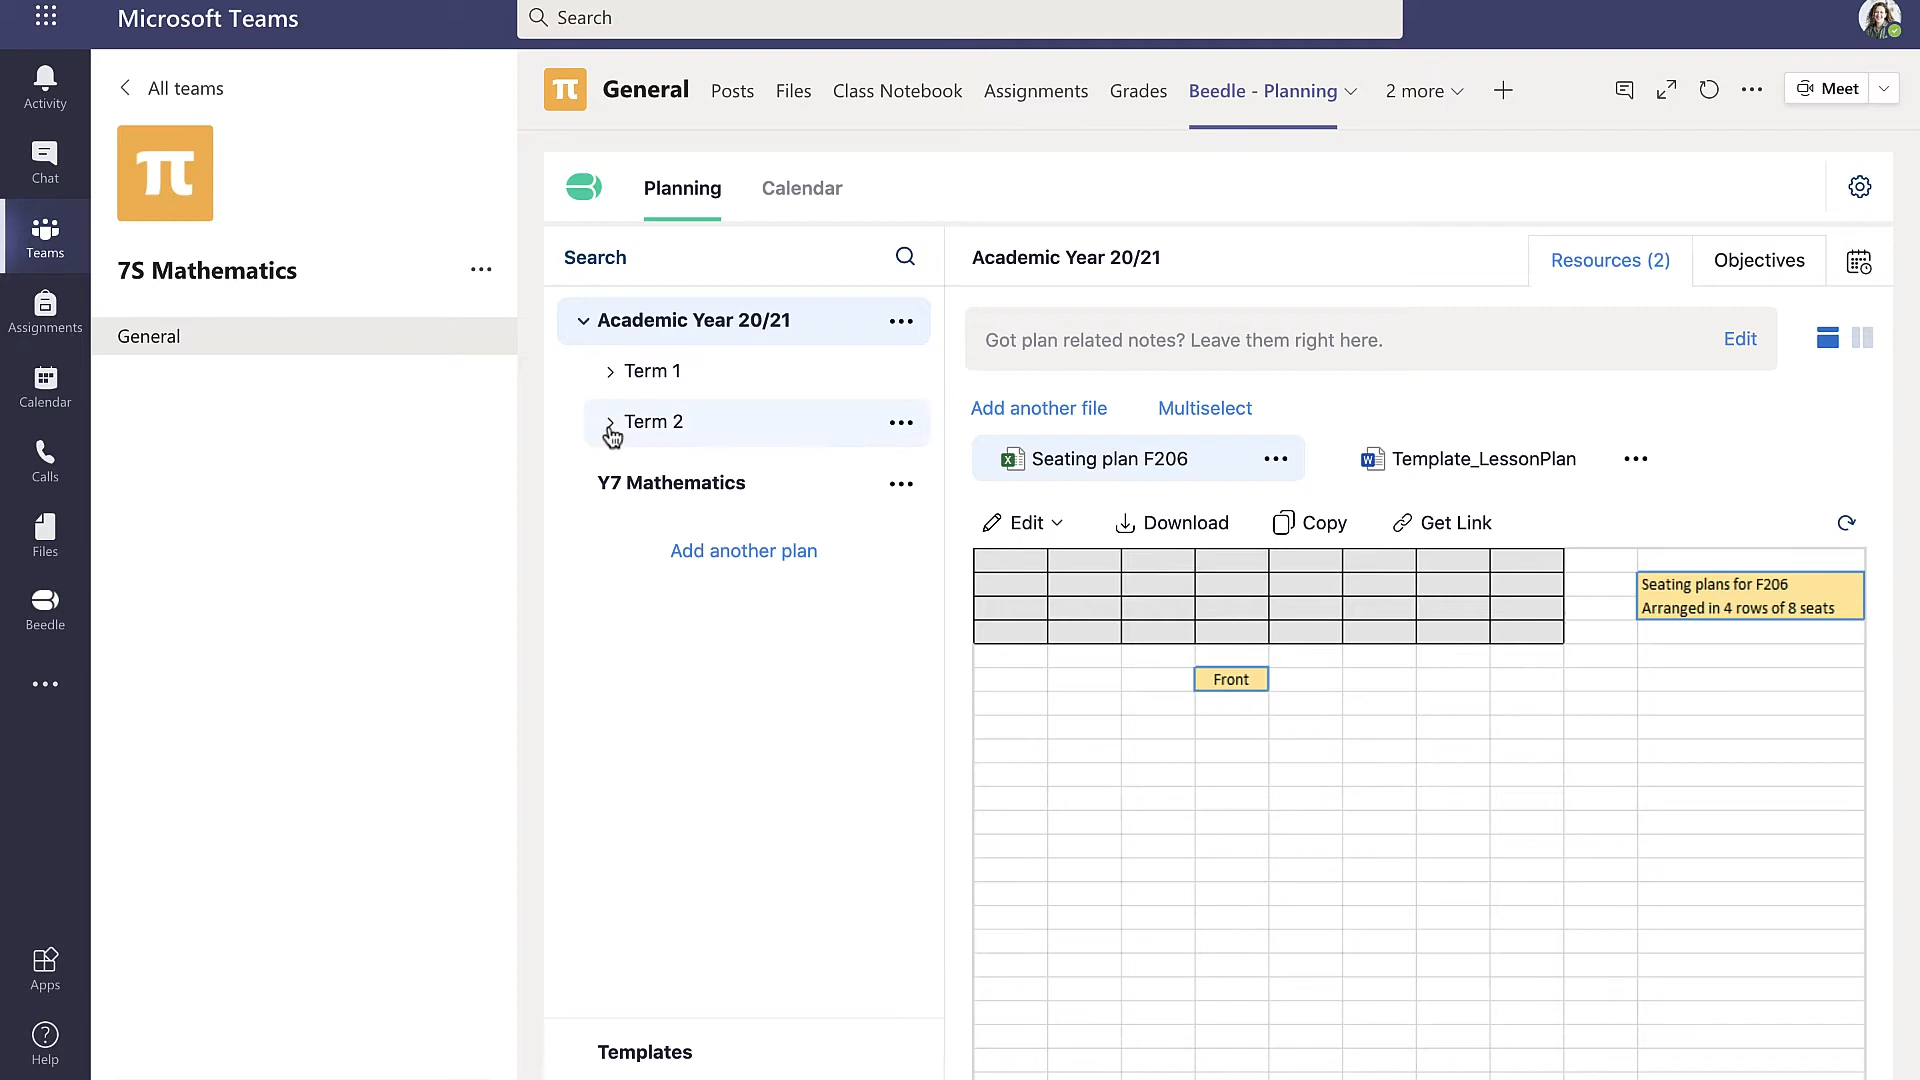 Microsoft Teams
Search
Activity
Chat
Teams
Assignments
Calendar
Calls
Files
Beedle
Apps
Help
All teams
π
7S Mathematics
General
π
General
Posts
Files
Class Notebook
Assignments
Grades
Beedle - Planning
2 more
Meet
Planning
Calendar
Search
Academic Year 20/21
Term 1
Term 2
Y7 Mathematics
Add another plan
Templates
Academic Year 20/21
Resources (2)
Objectives
Got plan related notes? Leave them right here.
Edit
Add another file
Multiselect
Seating plan F206
Template_LessonPlan
Edit
Download
Copy
Get Link
Seating plans for F206
Arranged in 4 rows of 8 seats
Front